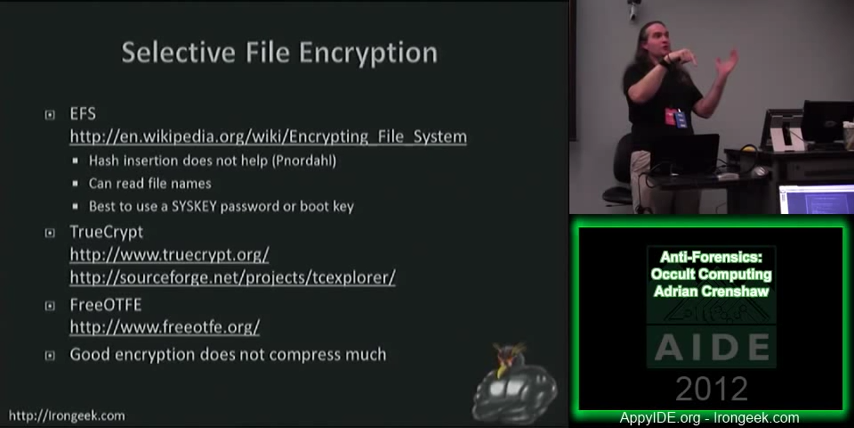 Selective File Encryption
EFS
http://en.wikipedia.org/wiki/Encrypting_File_System
Hash insertion does not help (Pnordahl)
Can read file names
Best to use a SYSKEY password or boot key
TrueCrypt
http://www.truecrypt.org/
http://sourceforge.net/projects/tcexplorer/
FreeOTFE
http://www.freeotfe.org/
Good encryption does not compress much
http://Irongeek.com
Anti-Forensics:
Occult Computing
Adrian Crenshaw
AIDE
2012
AppyIDE.org - Irongeek.com